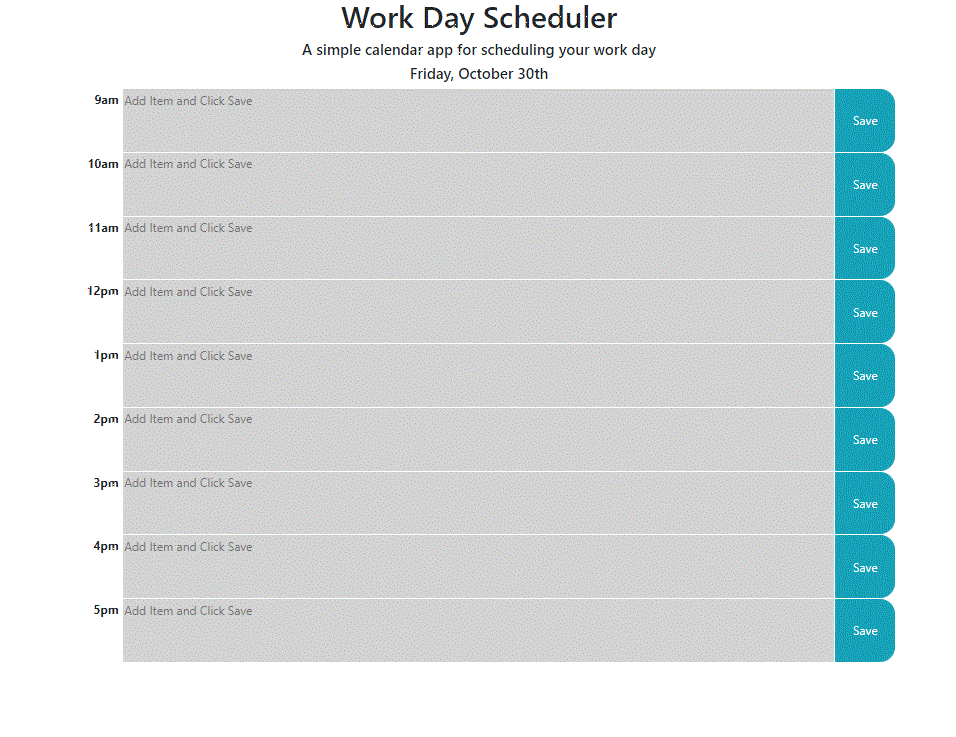 Work Day Scheduler
A simple calendar app for scheduling your work day
Friday, October 30th
9am Add Item and Click Save Save
10am Add Item and Click Save Save
11am Add Item and Click Save Save
12pm Add Item and Click Save Save
1pm Add Item and Click Save Save
2pm Add Item and Click Save Save
3pm Add Item and Click Save Save
4pm Add Item and Click Save Save
5pm Add Item and Click Save Save